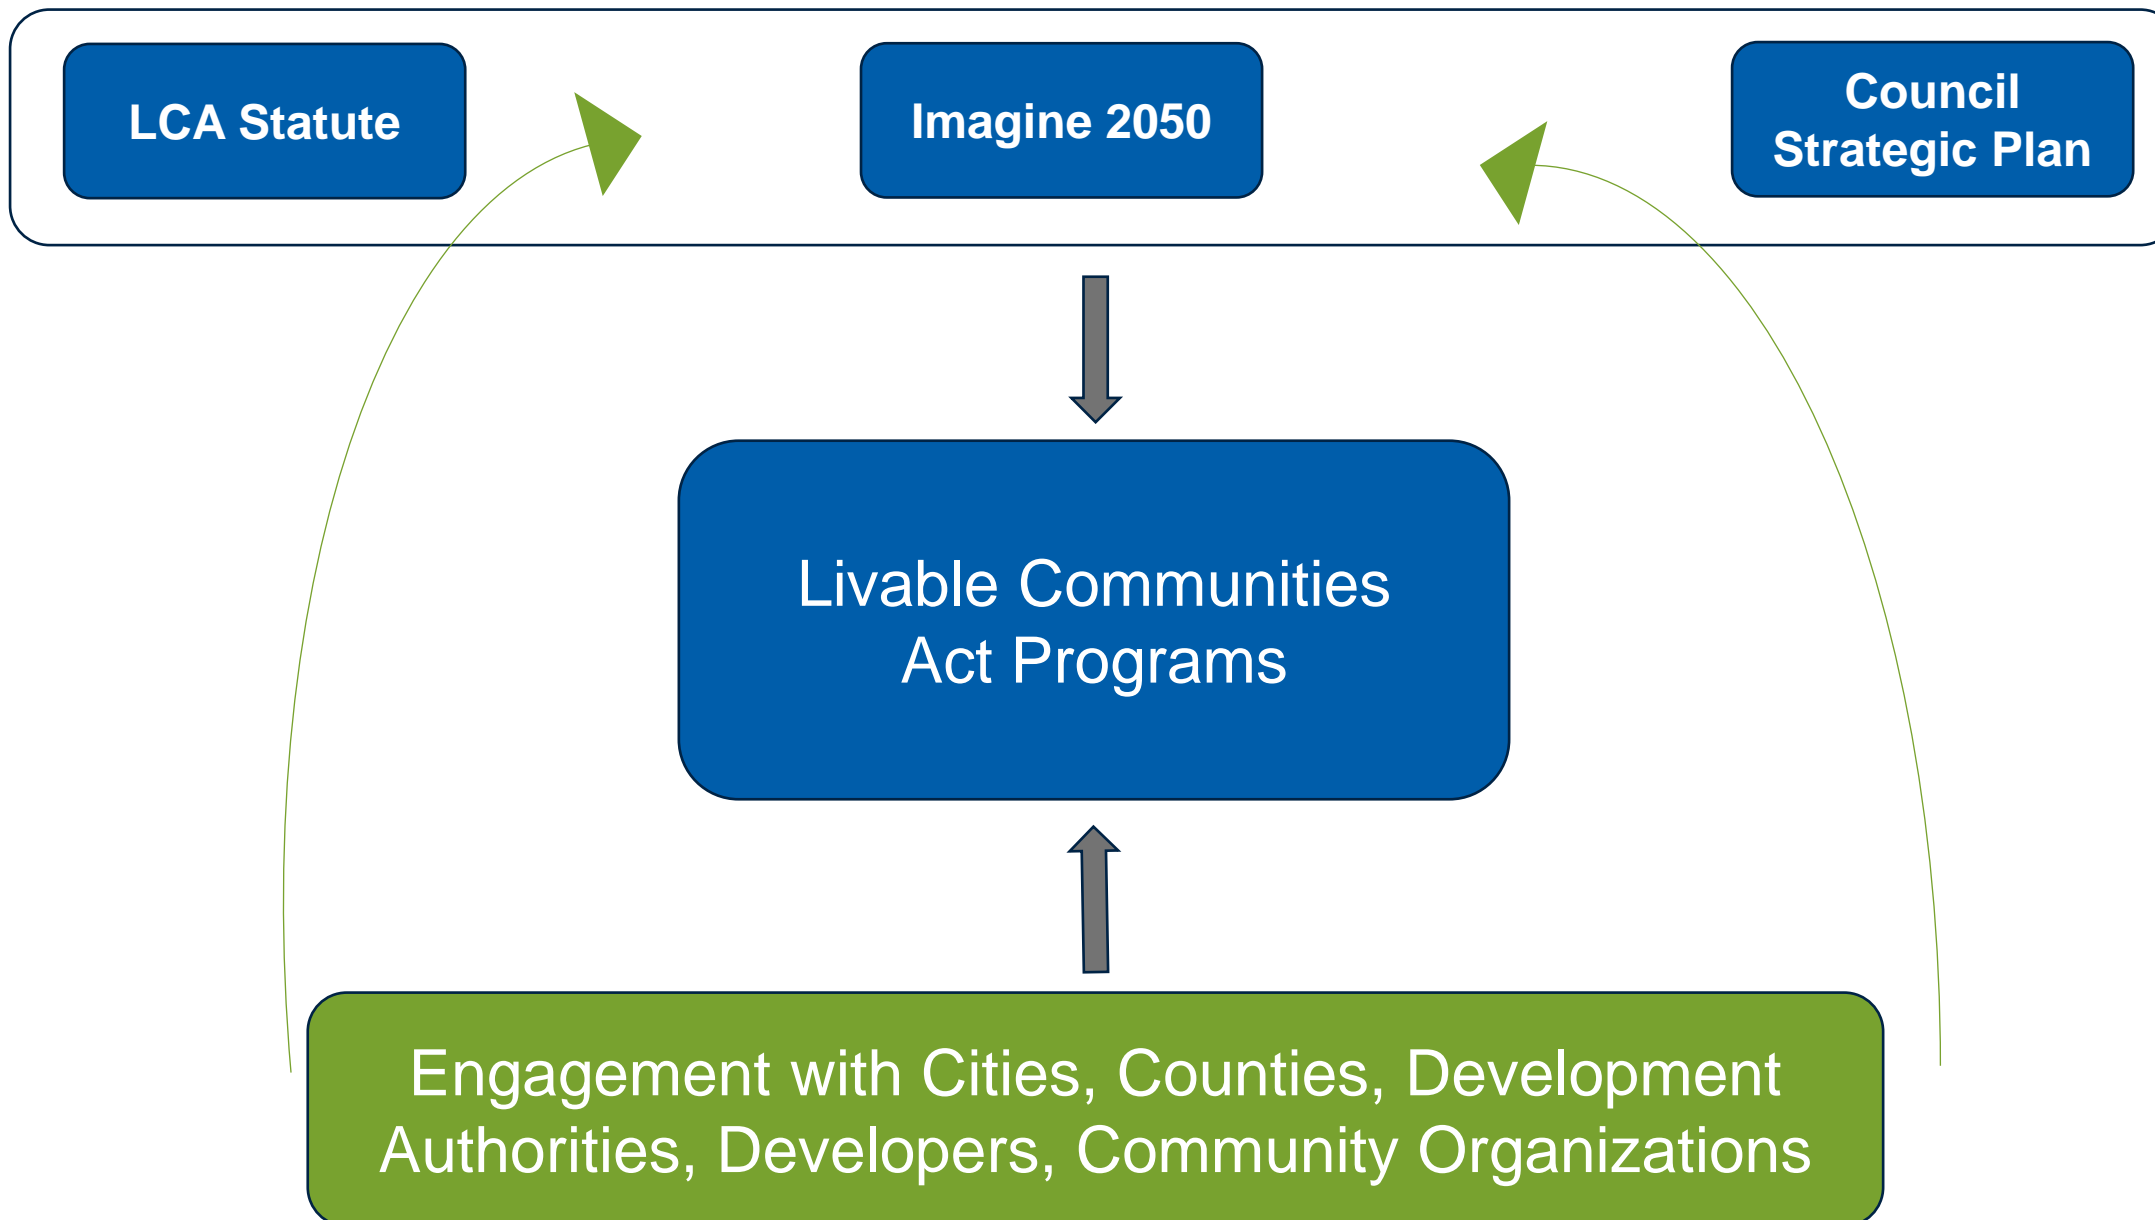 LCA Statute
Imagine 2050
Council
Strategic Plan
Livable Communities
Act Programs
Engagement with Cities, Counties, Development
Authorities, Developers, Community Organizations